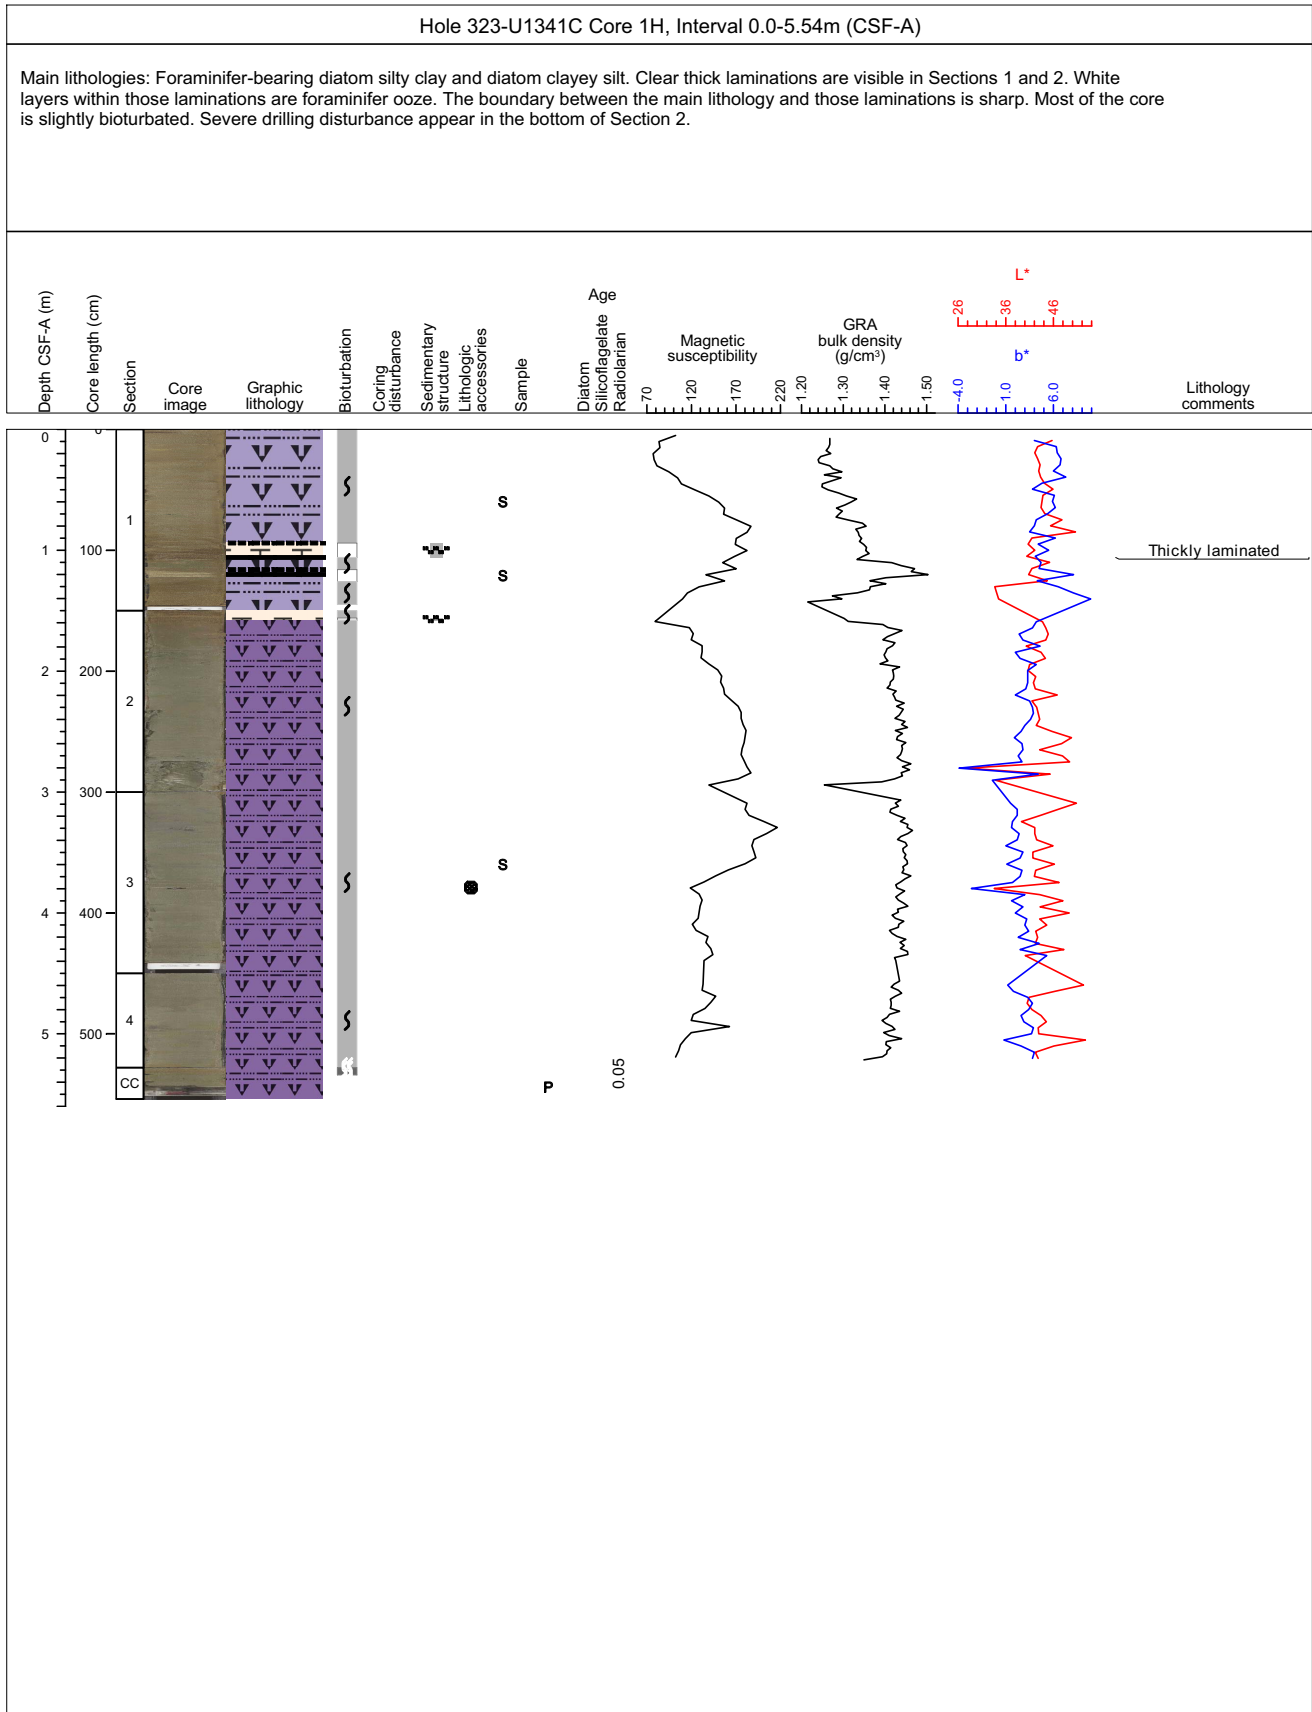 Hole 323-U1341C Core 1H, Interval 0.0-5.54m (CSF-A)
Main lithologies: Foraminifer-bearing diatom silty clay and diatom clayey silt. Clear thick laminations are visible in Sections 1 and 2. White
layers within those laminations are foraminifer ooze. The boundary between the main lithology and those laminations is sharp. Most of the core
is slightly bioturbated. Severe drilling disturbance appear in the bottom of Section 2.
Depth CSF-A (m)
Core length (cm)
Section
Core
image
Graphic
lithology
Bioturbation
Coring
disturbance
Sedimentary
structure
Lithologic
accessories
Sample
Age
Diatom
Silicoflagelate
Radiolarian
Magnetic
susceptibility
70 120 170 220
GRA
bulk density
(g/cm³)
1.20 1.30 1.40 1.50
L*
26 36 46
b*
-4.0 1.0 6.0
Lithology
comments
0 0
1
S
1 100
Thickly laminated
S
2 200
2
3 300
S
3
4 400
4
5 500
CC
P
0.05